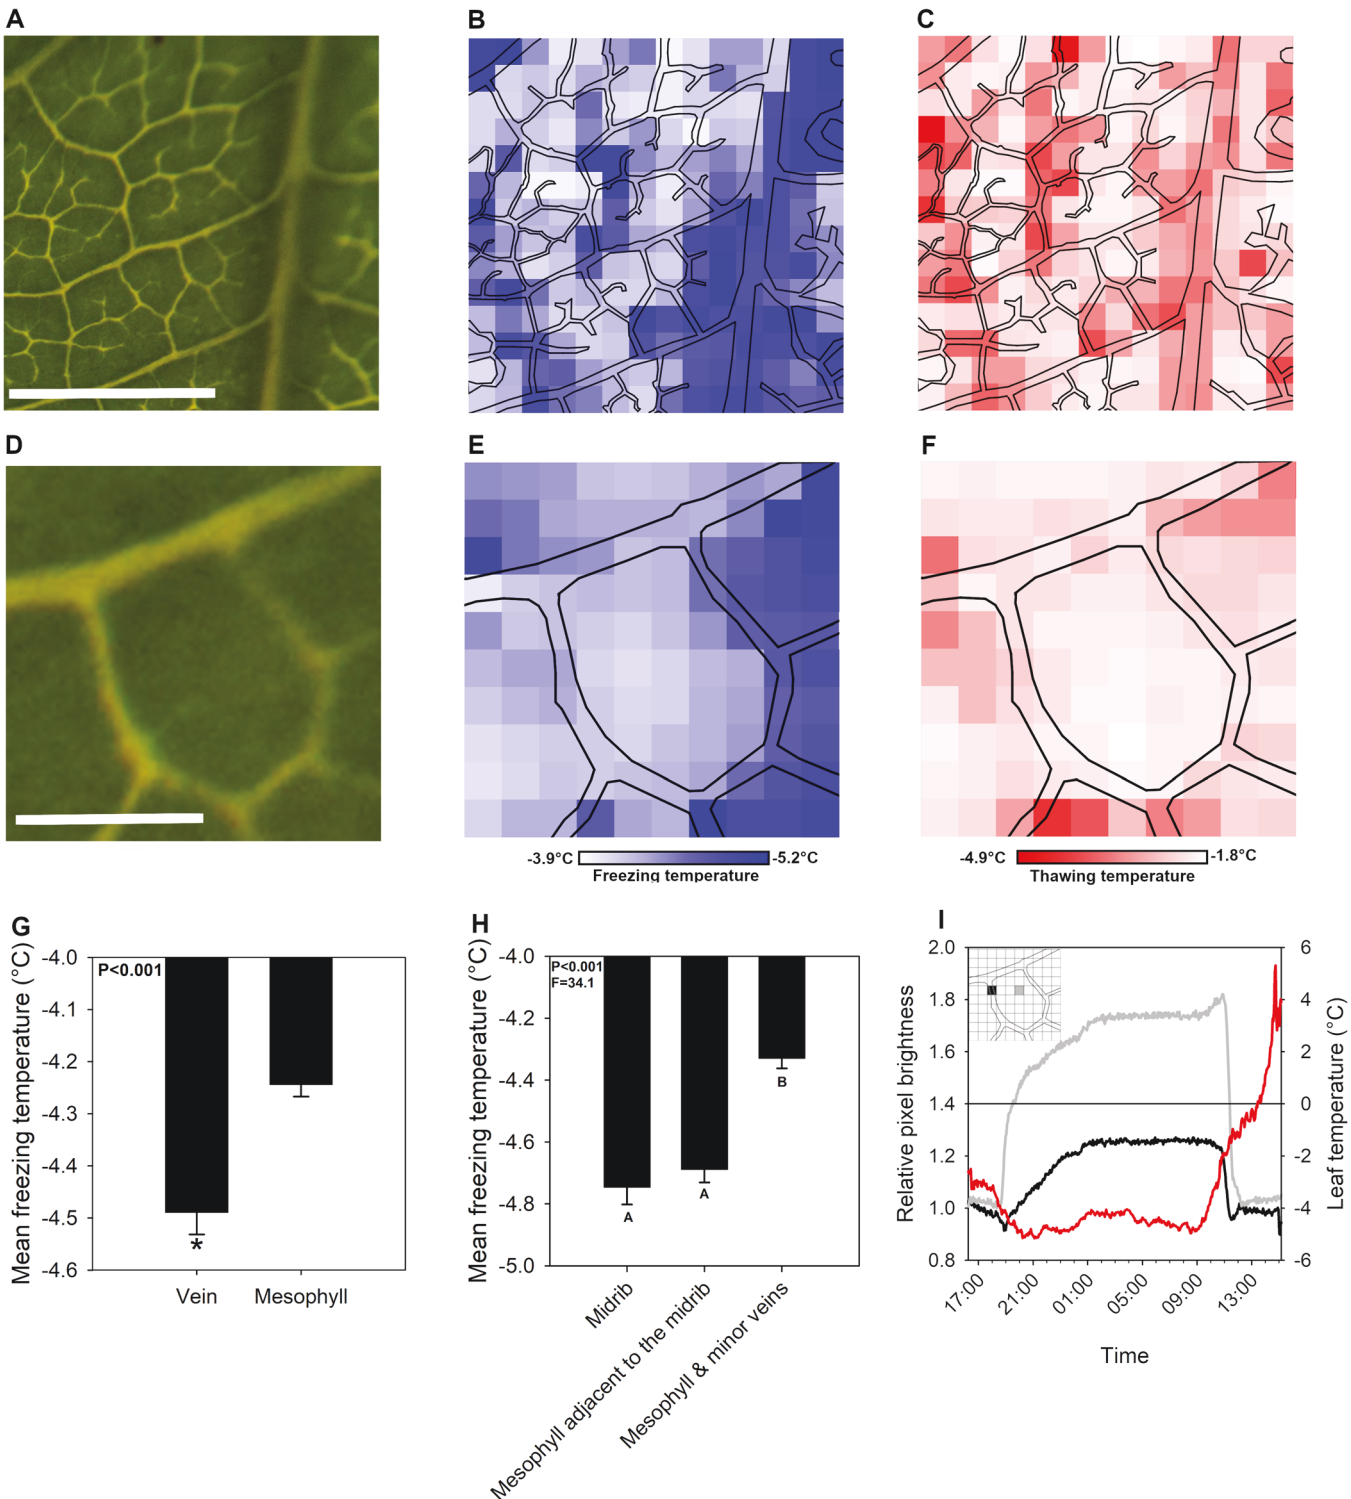 A
B
C
D
E
F
-3.9°C
-5.2°C
Freezing temperature
-4.9°C
-1.8°C
Thawing temperature
G
Mean freezing temperature (°C)
-4.0
-4.1
-4.2
-4.3
-4.4
-4.5
-4.6
P<0.001
*
Vein
Mesophyll
H
Mean freezing temperature (°C)
-4.0
-4.2
-4.4
-4.6
-4.8
-5.0
P<0.001
F=34.1
A
A
B
Midrib
Mesophyll adjacent to the midrib
Mesophyll & minor veins
I
Relative pixel brightness
2.0
1.8
1.6
1.4
1.2
1.0
0.8
6
4
2
0
-2
-4
-6
Leaf temperature (°C)
17:00
21:00
01:00
05:00
09:00
13:00
Time